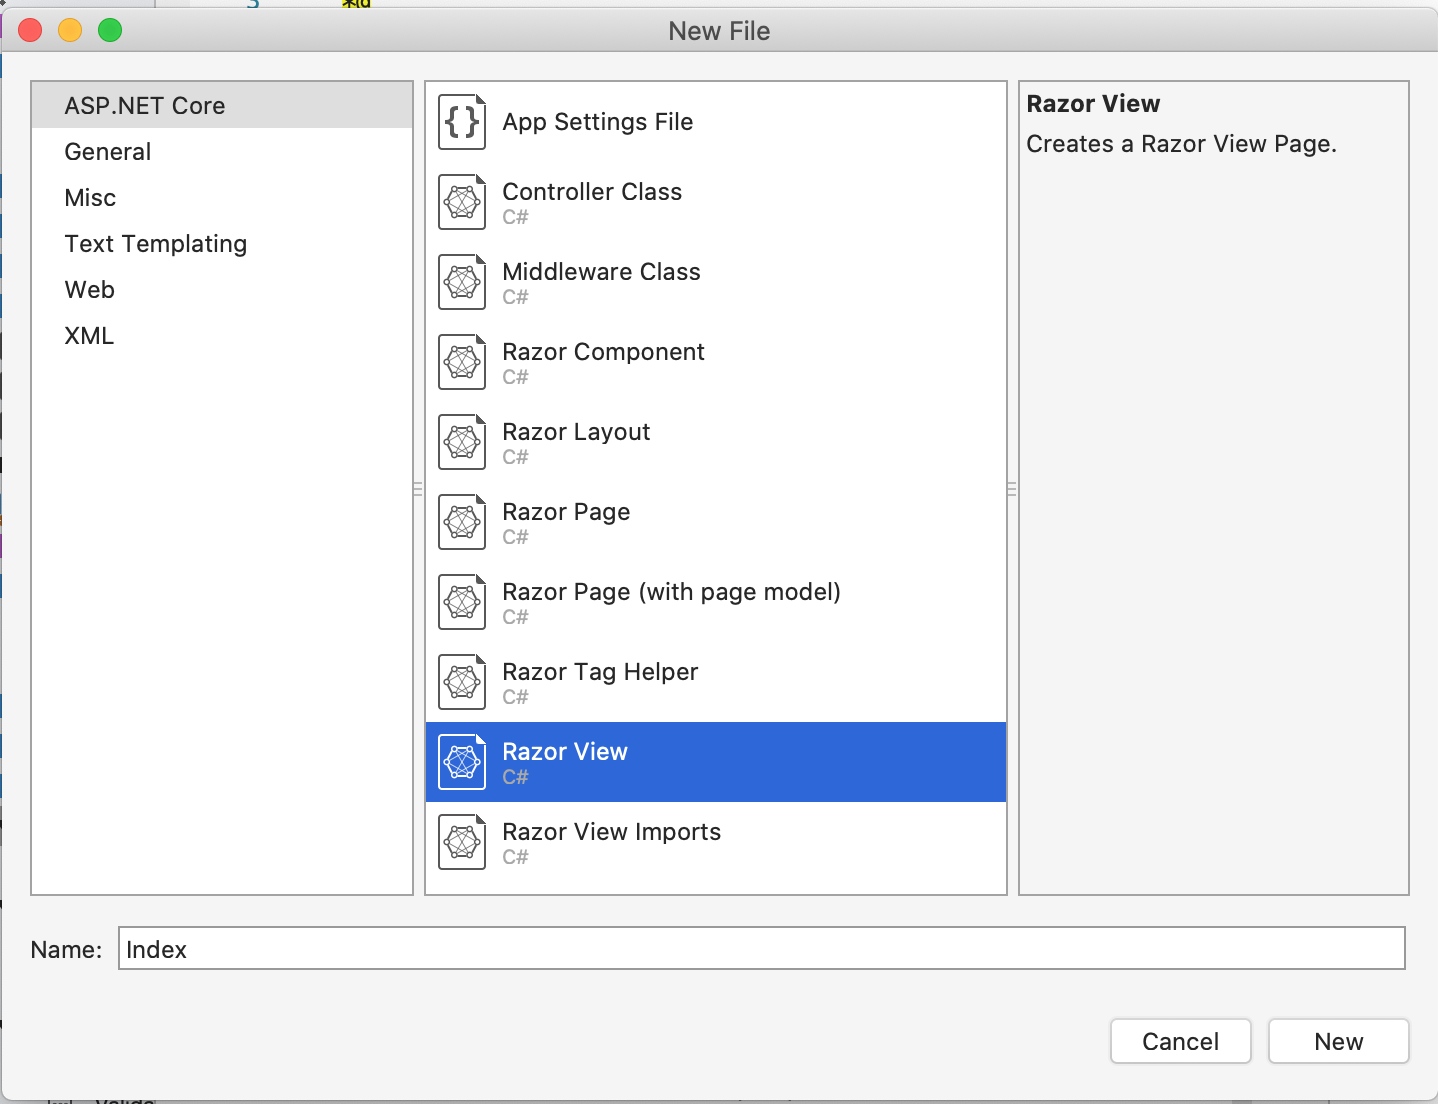 3 *@
New File
ASP.NET Core
General
Misc
Text Templating
Web
XML
{} App Settings File
Controller Class
C#
Middleware Class
C#
Razor Component
C#
Razor Layout
C#
Razor Page
C#
Razor Page (with page model)
C#
Razor Tag Helper
C#
Razor View
C#
Razor View Imports
C#
Razor View
Creates a Razor View Page.
Name: Index
Cancel New